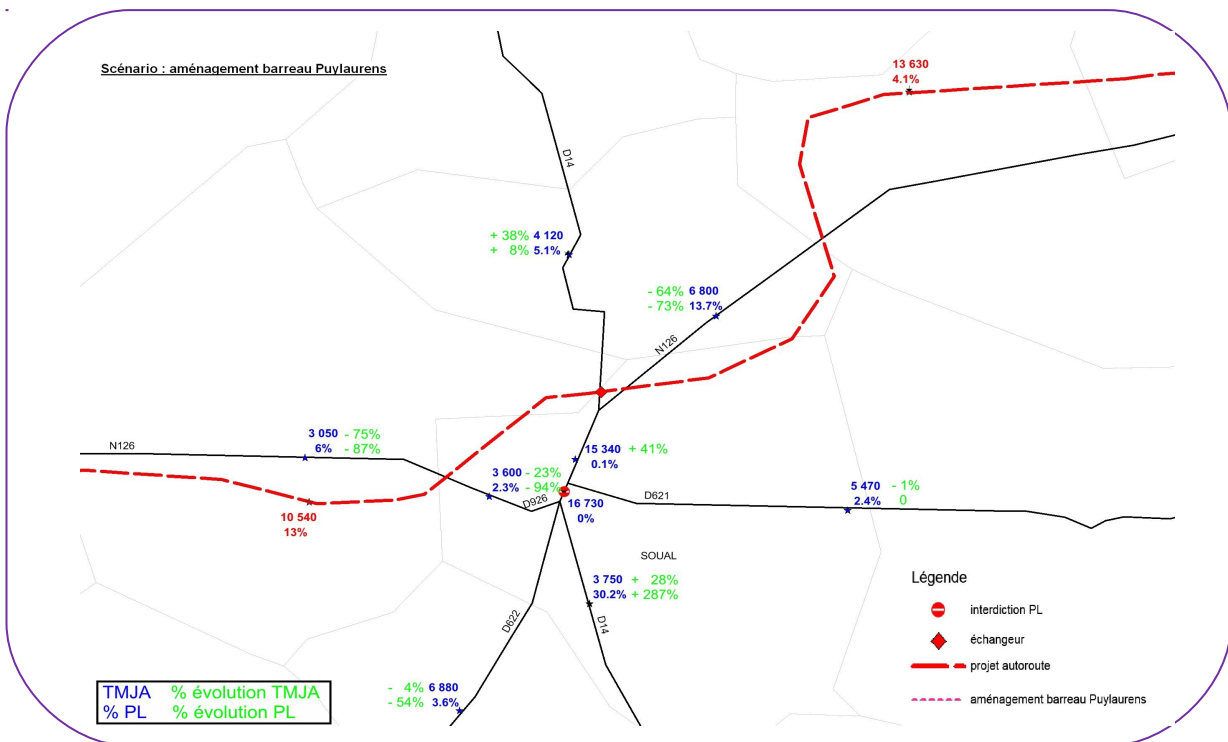 Scénario : aménagement barreau Puylaurens
13 630
4.1%
D14
+ 38% 4 120
+ 8% 5.1%
- 64% 6 800
- 73% 13.7%
N126
N126
3 050 - 75%
6% - 87%
15 340 + 41%
0.1%
3 600 - 23%
2.3% - 94%
D926
16 730
0%
D621
5 470 - 1%
2.4% 0
10 540
13%
SOUAL
3 750 + 28%
30.2% + 287%
D622
D14
- 4% 6 880
- 54% 3.6%
Légende
interdiction PL
échangeur
projet autoroute
aménagement barreau Puylaurens
TMJA % évolution TMJA
% PL % évolution PL